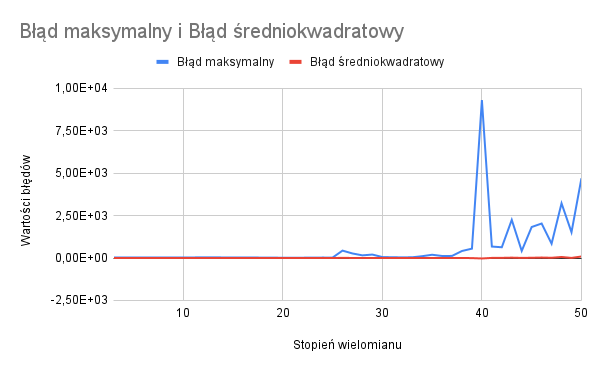 Błąd maksymalny i Błąd średniokwadratowy
Błąd maksymalny
Błąd średniokwadratowy
Wartości błędów
1,00E+04
7,50E+03
5,00E+03
2,50E+03
0,00E+00
-2,50E+03
10
20
30
40
50
Stopień wielomianu